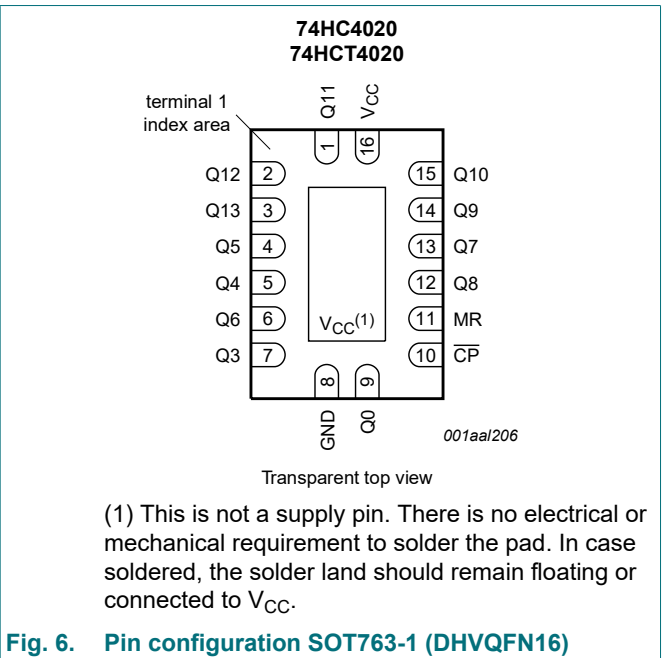 74HC4020
74HCT4020
terminal 1
index area
Q11
VCC
1
16
Q12 2
15 Q10
Q13 3
14 Q9
Q5 4
13 Q7
Q4 5
12 Q8
Q6 6
VCC(1)
11 MR
Q3 7
10 C̅P̅
8
9
GND
Q0
001aal206
Transparent top view
(1) This is not a supply pin. There is no electrical or
mechanical requirement to solder the pad. In case
soldered, the solder land should remain floating or
connected to VCC.
Fig. 6. Pin configuration SOT763-1 (DHVQFN16)